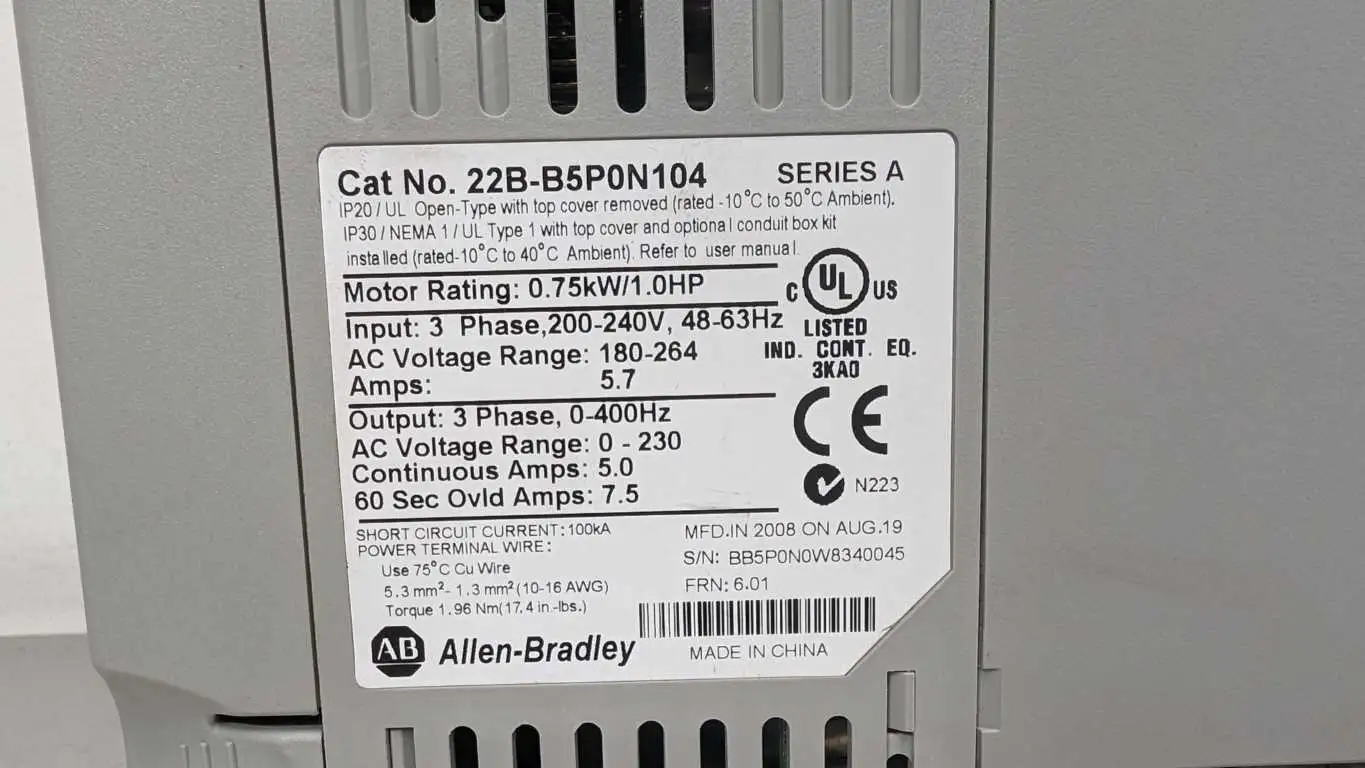 Cat No. 22B-B5P0N104 SERIES A
IP20 / UL Open-Type with top cover removed (rated -10°C to 50°C Ambient).
IP30 / NEMA 1 / UL Type 1 with top cover and optional conduit box kit
installed (rated-10°C to 40°C Ambient). Refer to user manual.
Motor Rating: 0.75kW/1.0HP
C UL US
LISTED
IND. CONT. EQ.
3KA0
Input: 3 Phase,200-240V, 48-63Hz
AC Voltage Range: 180-264
Amps: 5.7
Output: 3 Phase, 0-400Hz
AC Voltage Range: 0 - 230
Continuous Amps: 5.0
60 Sec Ovld Amps: 7.5
CE
N223
SHORT CIRCUIT CURRENT: 100kA
POWER TERMINAL WIRE:
Use 75°C Cu Wire
5.3 mm²- 1.3 mm² (10-16 AWG)
Torque 1.96 Nm(17.4 in.-lbs.)
MFD.IN 2008 ON AUG.19
S/N: BB5P0N0W8340045
FRN: 6.01
AB Allen-Bradley
MADE IN CHINA